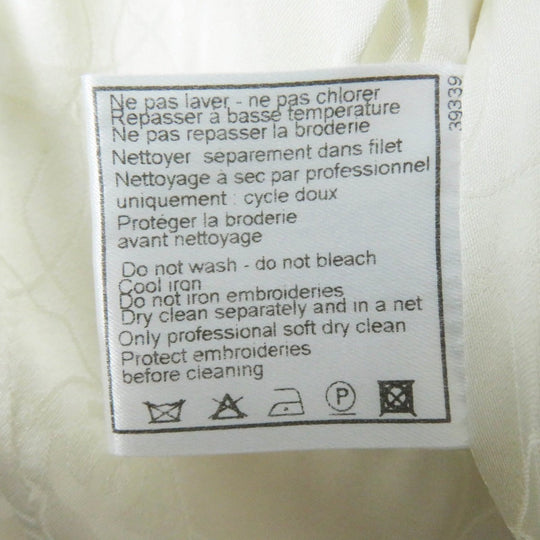 Ne pas laver - ne pas chlorer
Repasser à basse température
Ne pas repasser la broderie
Nettoyer separement dans filet
Nettoyage à sec par professionnel
uniquement : cycle doux
Protéger la broderie
avant nettoyage
Do not wash - do not bleach
Cool iron
Do not iron embroideries
Dry clean separately and in a net
Only professional soft dry clean
Protect embroideries
before cleaning
P
39339